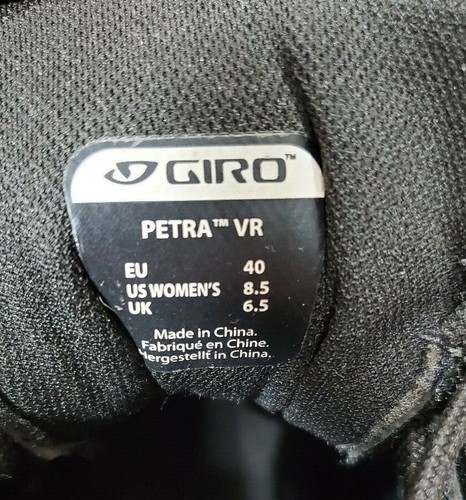 GIRO™
PETRA™ VR
EU 40
US WOMEN'S 8.5
UK 6.5
Made in China.
Fabriqué en Chine.
Hergestellt in China.